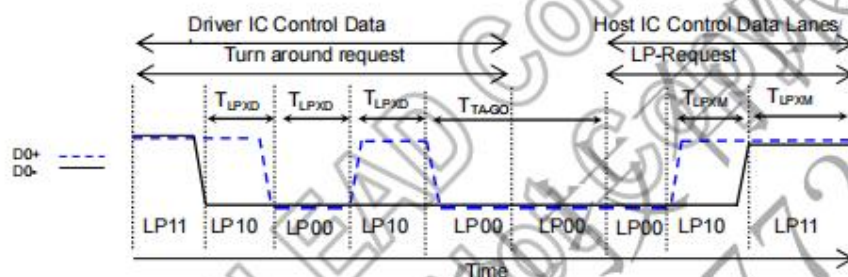 Driver IC Control Data Host IC Control Data Lanes
Turn around request LP-Request
TLPXD TLPXD TLPXD TTA-GO TLPXM TLPXM
D0+
D0-
LP11 LP10 LP00 LP10 LP00 LP00 LP00 LP10 LP11
Time